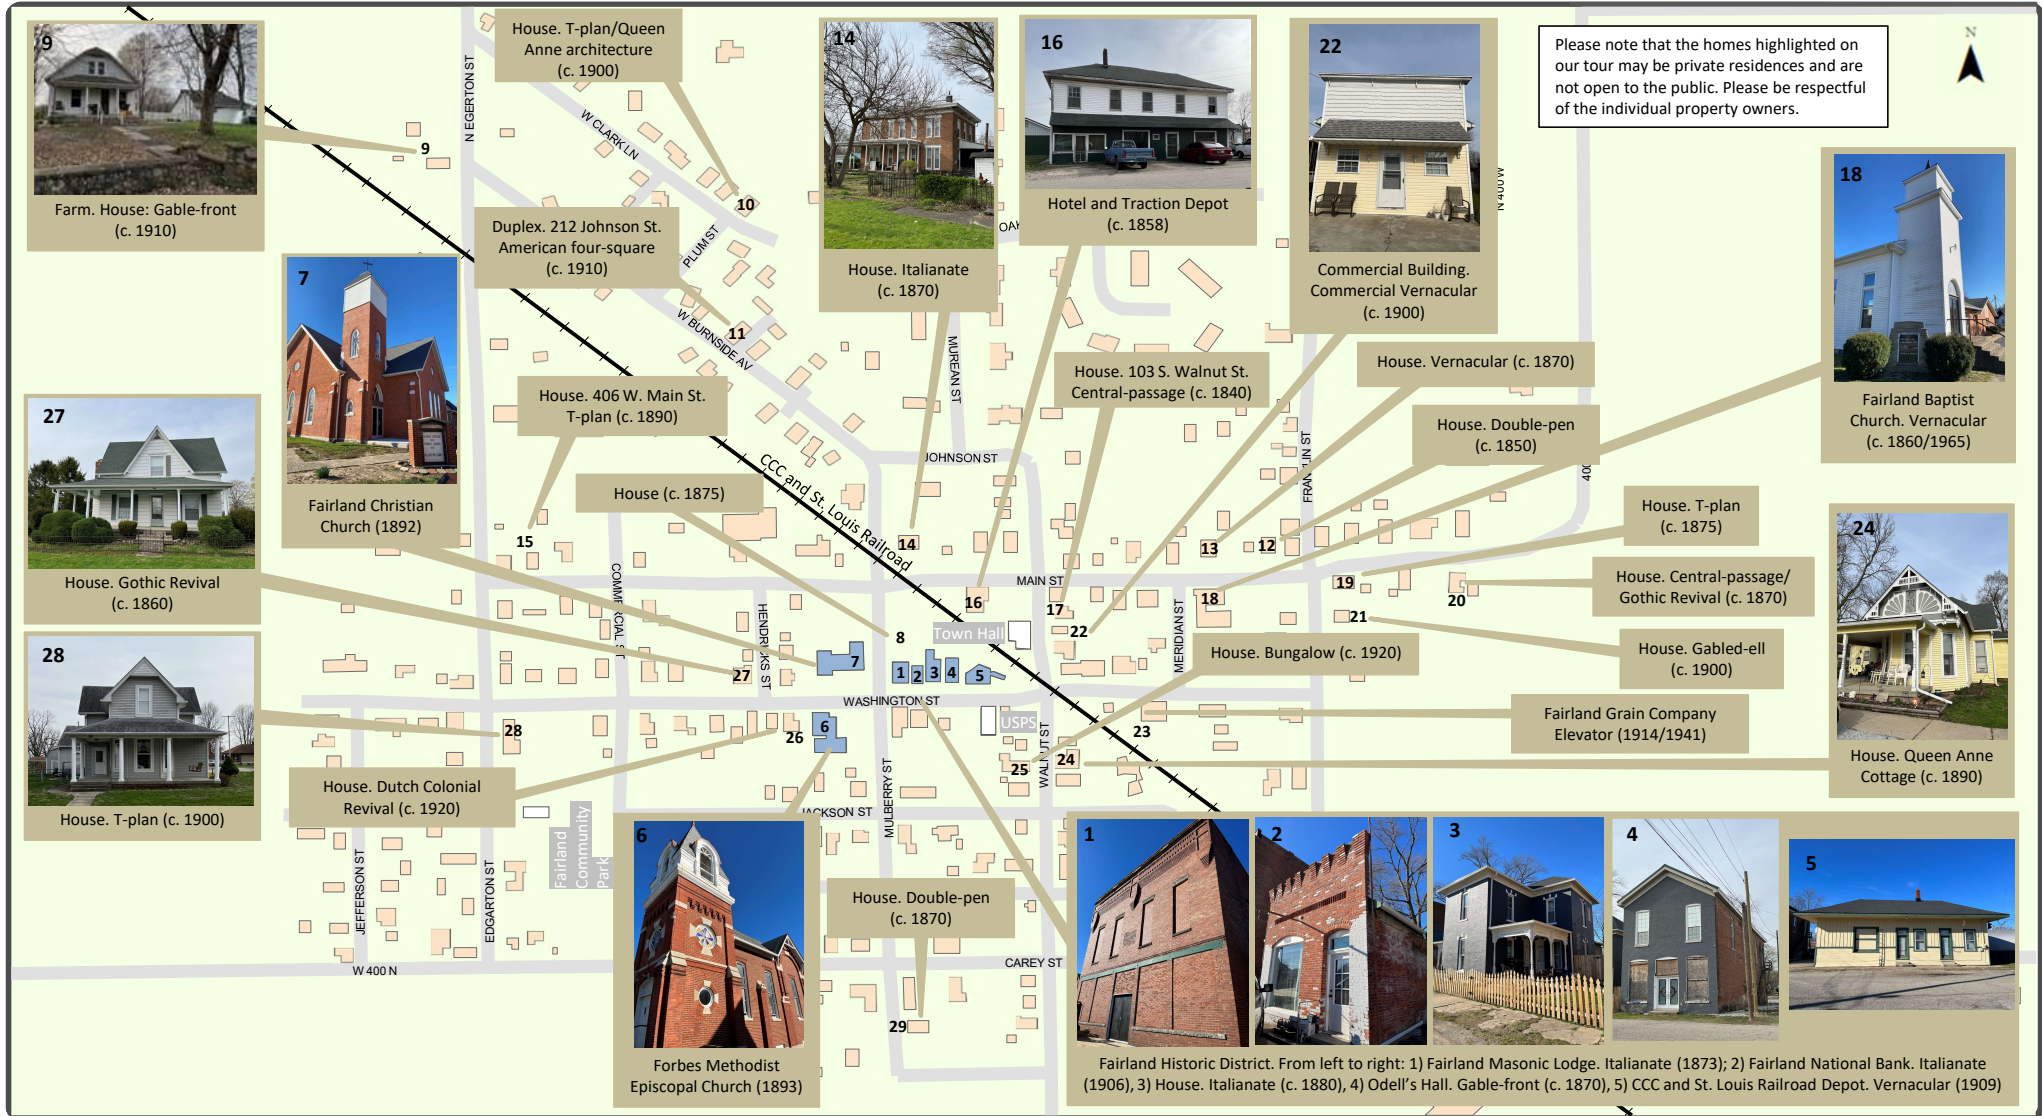 9
Farm. House: Gable-front
(c. 1910)
N EGERTON ST
House. T-plan/Queen
Anne architecture
(c. 1900)
W CLARK LN
14
House. Italianate
(c. 1870)
16
Hotel and Traction Depot
(c. 1858)
22
Commercial Building.
Commercial Vernacular
(c. 1900)
Please note that the homes highlighted on
our tour may be private residences and are
not open to the public. Please be respectful
of the individual property owners.
N
N 400 W
18
Fairland Baptist
Church. Vernacular
(c. 1860/1965)
9
10
Duplex. 212 Johnson St.
American four-square
(c. 1910)
PLUM ST
11
W BURNSIDE AV
7
Fairland Christian
Church (1892)
MUREAN ST
House. 103 S. Walnut St.
Central-passage (c. 1840)
House. Vernacular (c. 1870)
House. 406 W. Main St.
T-plan (c. 1890)
House. Double-pen
(c. 1850)
27
House. Gothic Revival
(c. 1860)
JOHNSON ST
CCC and St. Louis Railroad
House (c. 1875)
House. T-plan
(c. 1875)
24
House. Queen Anne
Cottage (c. 1890)
15
14
13
12
MAIN ST
19
20
House. Central-passage/
Gothic Revival (c. 1870)
16
17
18
21
22
House. Gabled-ell
(c. 1900)
HENDRICKS ST
MERIDIAN ST
8
Town Hall
House. Bungalow (c. 1920)
28
House. T-plan (c. 1900)
27
7
1
2
3
4
5
WASHINGTON ST
USPS
Fairland Grain Company
Elevator (1914/1941)
28
26
6
23
25
24
WALNUT ST
House. Dutch Colonial
Revival (c. 1920)
MULBERRY ST
JACKSON ST
Fairland
Community
Park
JEFFERSON ST
EDGARTON ST
6
Forbes Methodist
Episcopal Church (1893)
House. Double-pen
(c. 1870)
29
W 400 N
CAREY ST
1
2
3
4
5
Fairland Historic District. From left to right: 1) Fairland Masonic Lodge. Italianate (1873); 2) Fairland National Bank. Italianate
(1906), 3) House. Italianate (c. 1880), 4) Odell's Hall. Gable-front (c. 1870), 5) CCC and St. Louis Railroad Depot. Vernacular (1909)